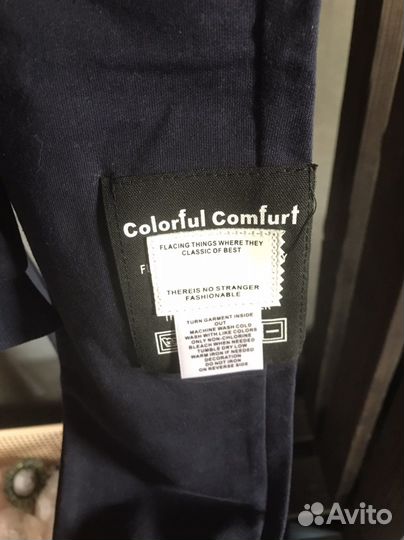 Colorful Comfurt
FLACING THINGS WHERE THEY
CLASSIC OF BEST
THEREIS NO STRANGER
FASHIONABLE
TURN GARMENT INSIDE
OUT
MACHINE WASH COLD
WASH WITH LIKE COLORS
ONLY NON-CHLORINE
BLEACH WHEN NEEDED
TUMBLE DRY LOW
WARM IRON IF NEEDED
DECORATION
DO NOT IRON
ON REVERSE SIDE
Avito